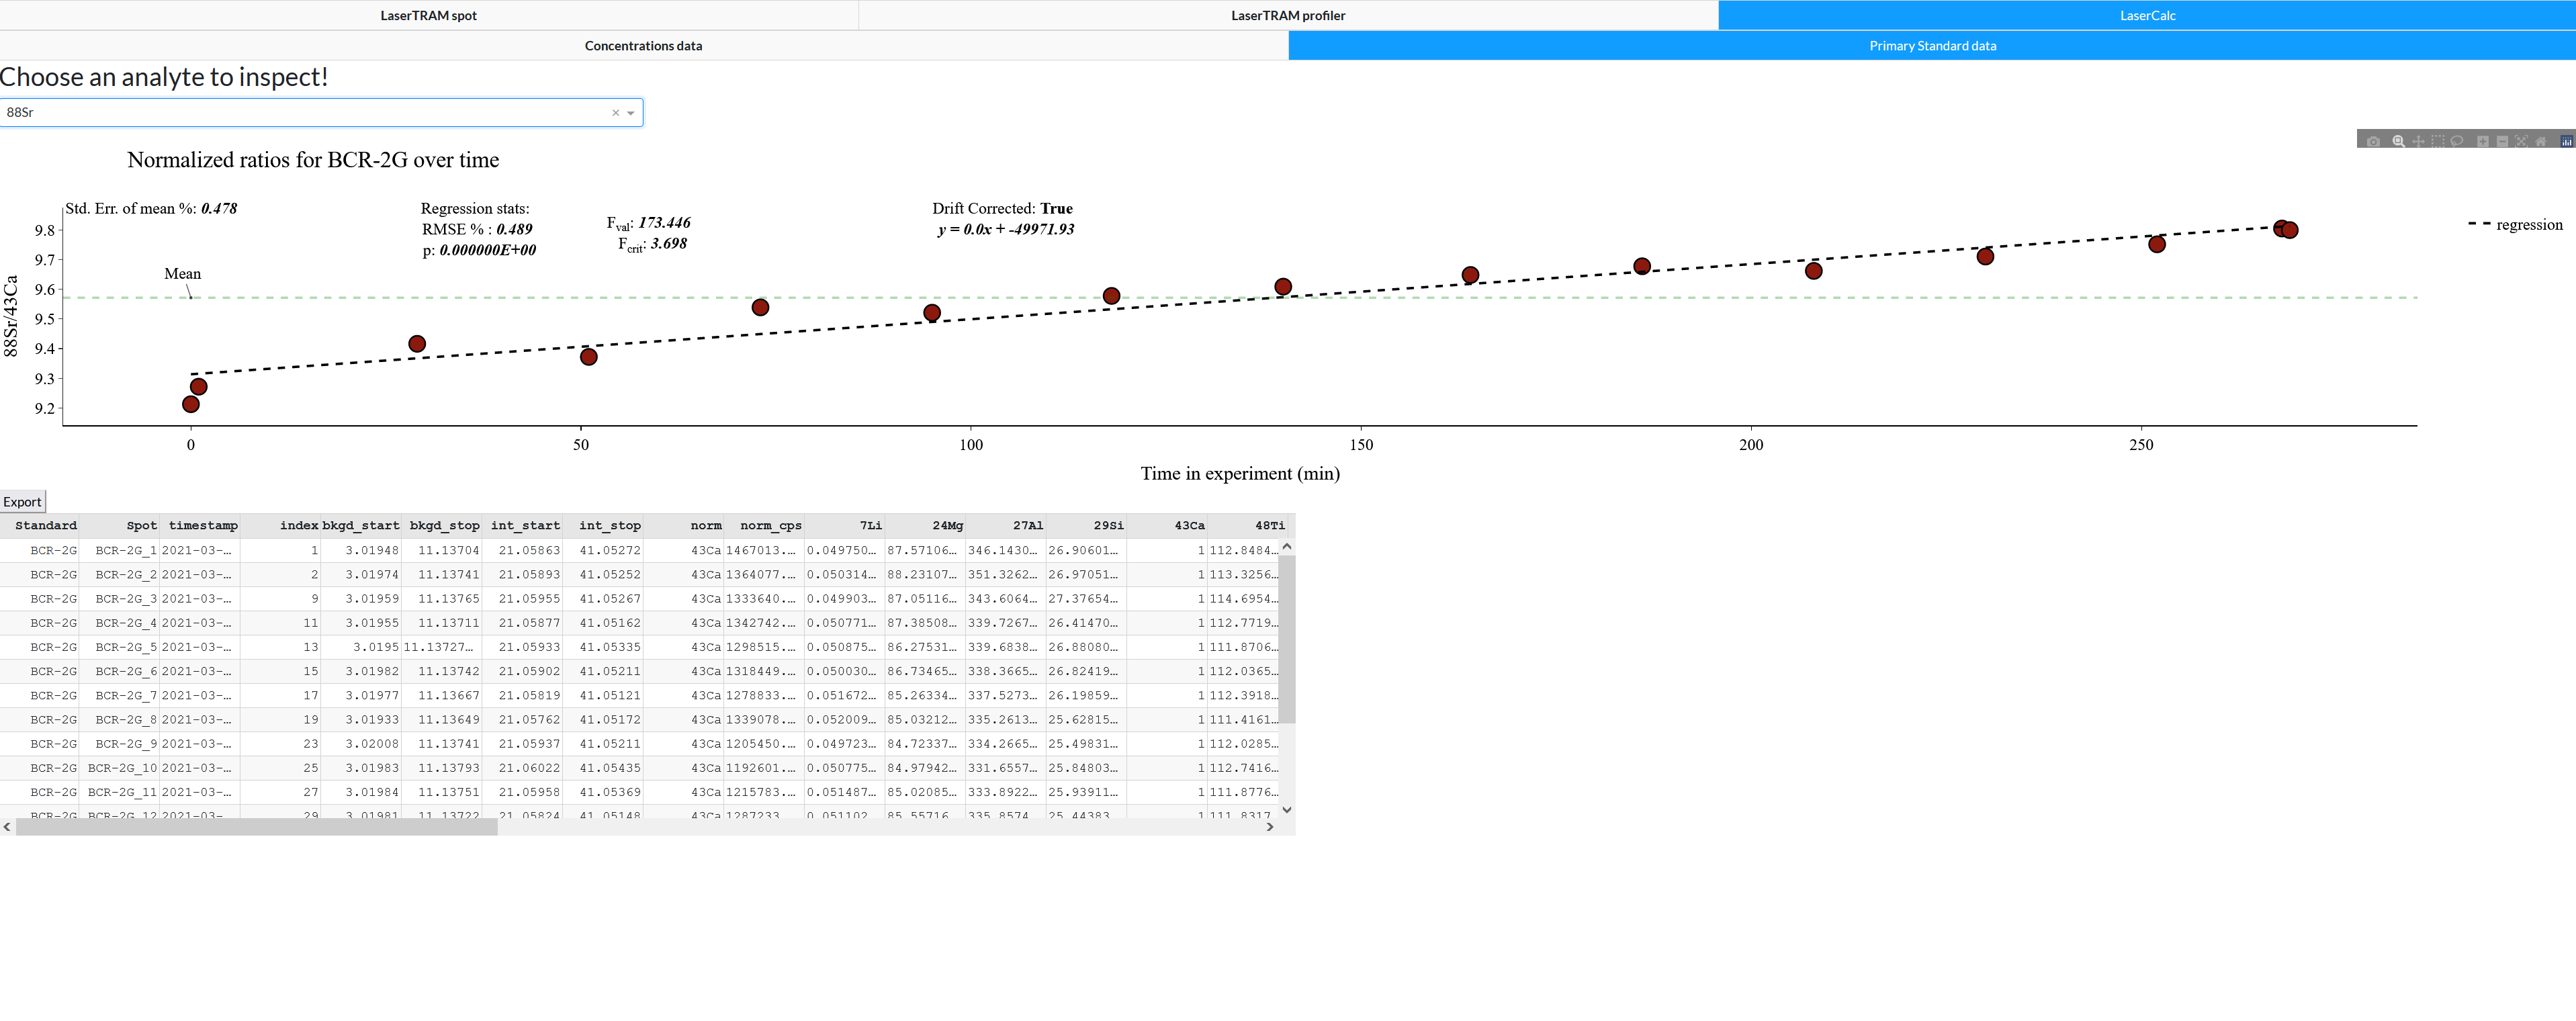 LaserTRAM spot LaserTRAM profiler LaserCalc
Concentrations data Primary Standard data
Choose an analyte to inspect!
88Sr
Normalized ratios for BCR-2G over time
Std. Err. of mean %: 0.478
Regression stats:
RMSE % : 0.489
p: 0.000000E+00
Fval: 173.446
Fcrit: 3.698
Drift Corrected: True
y = 0.0x + -49971.93
regression
Mean
88Sr/43Ca
9.8
9.7
9.6
9.5
9.4
9.3
9.2
0 50 100 150 200 250
Time in experiment (min)
Export
Standard Spot timestamp index bkgd_start bkgd_stop int_start int_stop norm norm_cps 7Li 24Mg 27Al 29Si 43Ca 48Ti
BCR-2G BCR-2G_1 2021-03-… 1 3.01948 11.13704 21.05863 41.05272 43Ca 1467013.… 0.049750… 87.57106… 346.1430… 26.90601… 1 112.8484…
BCR-2G BCR-2G_2 2021-03-… 2 3.01974 11.13741 21.05893 41.05252 43Ca 1364077.… 0.050314… 88.23107… 351.3262… 26.97051… 1 113.3256…
BCR-2G BCR-2G_3 2021-03-… 9 3.01959 11.13765 21.05955 41.05267 43Ca 1333640.… 0.049903… 87.05116… 343.6064… 27.37654… 1 114.6954…
BCR-2G BCR-2G_4 2021-03-… 11 3.01955 11.13711 21.05877 41.05162 43Ca 1342742.… 0.050771… 87.38508… 339.7267… 26.41470… 1 112.7719…
BCR-2G BCR-2G_5 2021-03-… 13 3.0195 11.13727… 21.05933 41.05335 43Ca 1298515.… 0.050875… 86.27531… 339.6838… 26.88080… 1 111.8706…
BCR-2G BCR-2G_6 2021-03-… 15 3.01982 11.13742 21.05902 41.05211 43Ca 1318449.… 0.050030… 86.73465… 338.3665… 26.82419… 1 112.0365…
BCR-2G BCR-2G_7 2021-03-… 17 3.01977 11.13667 21.05819 41.05121 43Ca 1278833.… 0.051672… 85.26334… 337.5273… 26.19859… 1 112.3918…
BCR-2G BCR-2G_8 2021-03-… 19 3.01933 11.13649 21.05762 41.05172 43Ca 1339078.… 0.052009… 85.03212… 335.2613… 25.62815… 1 111.4161…
BCR-2G BCR-2G_9 2021-03-… 23 3.02008 11.13741 21.05937 41.05211 43Ca 1205450.… 0.049723… 84.72337… 334.2665… 25.49831… 1 112.0285…
BCR-2G BCR-2G_10 2021-03-… 25 3.01983 11.13793 21.06022 41.05435 43Ca 1192601.… 0.050775… 84.97942… 331.6557… 25.84803… 1 112.7416…
BCR-2G BCR-2G_11 2021-03-… 27 3.01984 11.13751 21.05958 41.05369 43Ca 1215783.… 0.051487… 85.02085… 333.8922… 25.93911… 1 111.8776…
BCR-2G BCR-2G_12 2021-03-… 29 3.01981 11.13722 21.05824 41.05148 43Ca 1287233.… 0.051102… 85.55716… 335.8574… 25.44383… 1 111.8317…